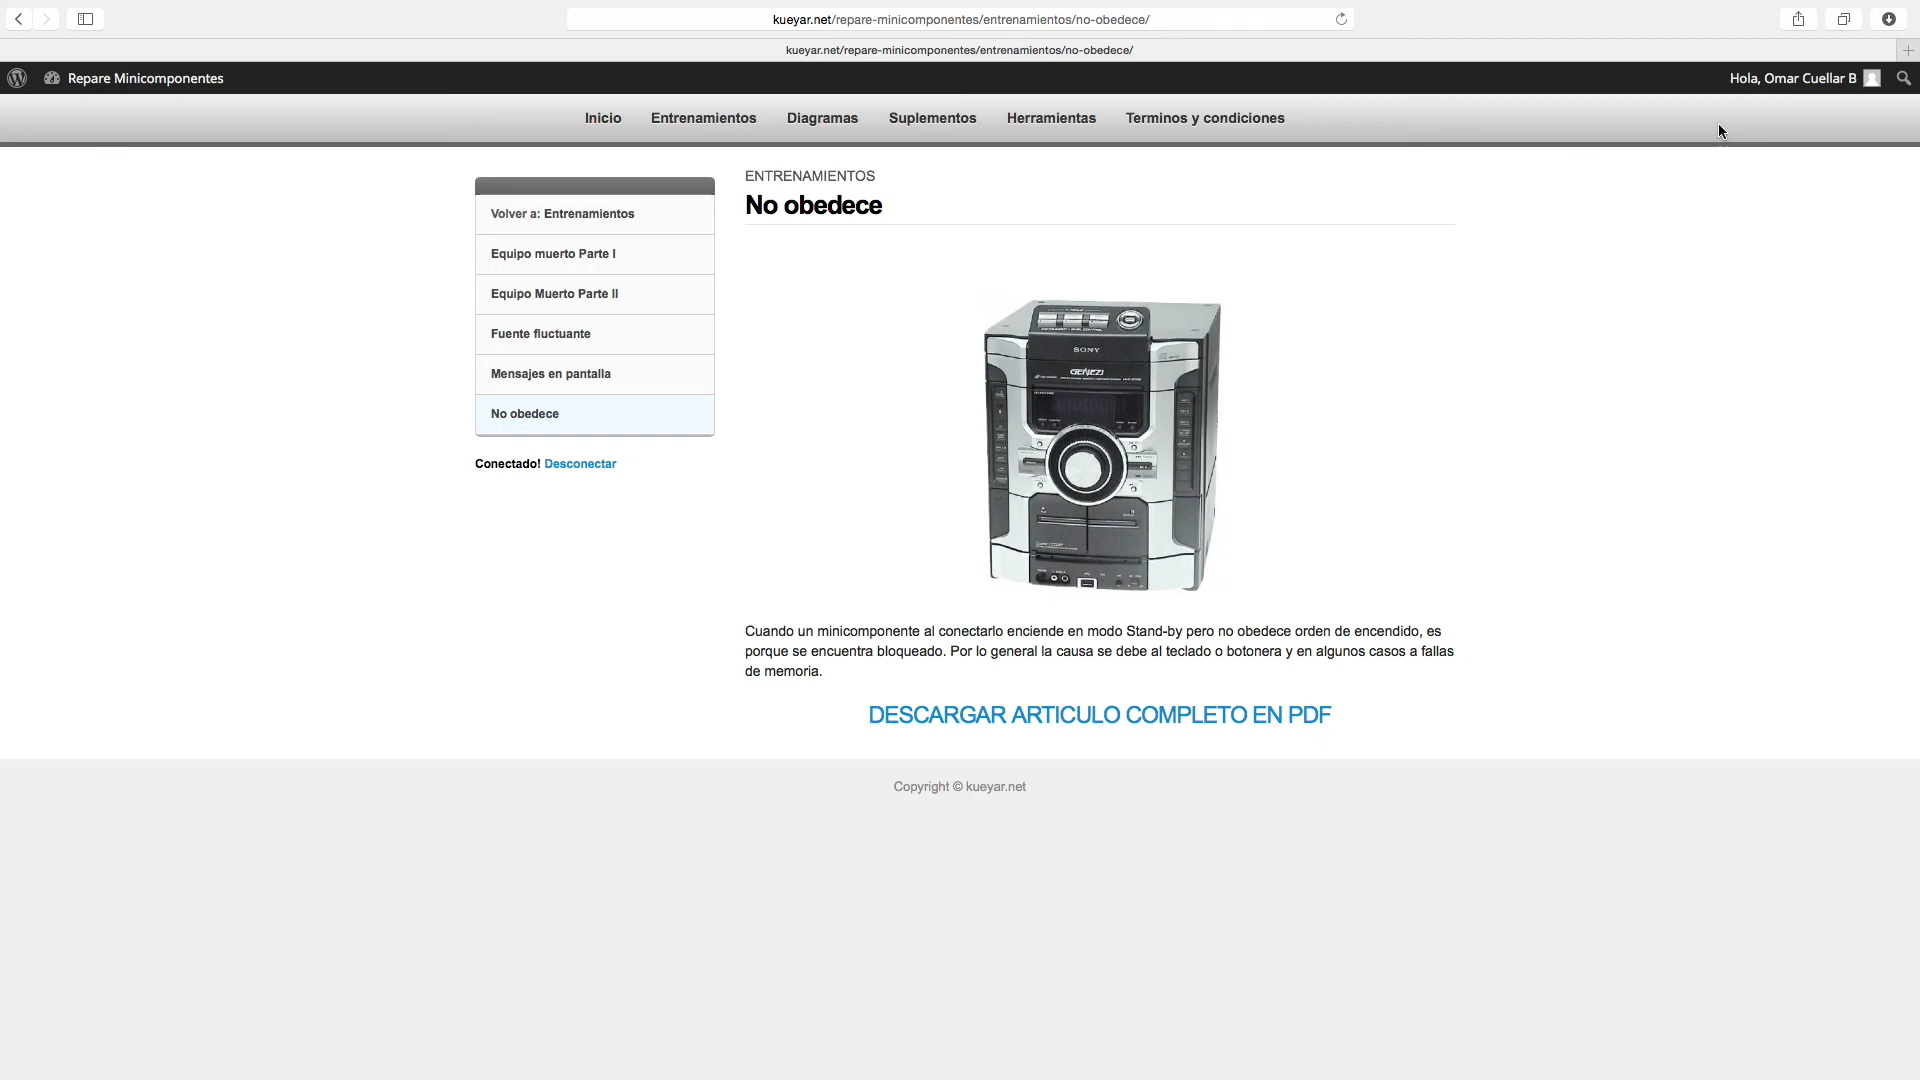 kueyar.net/repare-minicomponentes/entrenamientos/no-obedece/
kueyar.net/repare-minicomponentes/entrenamientos/no-obedece/
Repare Minicomponentes
Hola, Omar Cuellar B
Inicio Entrenamientos Diagramas Suplementos Herramientas Terminos y condiciones
Volver a: Entrenamientos
Equipo muerto Parte I
Equipo Muerto Parte II
Fuente fluctuante
Mensajes en pantalla
No obedece
Conectado! Desconectar
ENTRENAMIENTOS
No obedece
SONY
GENEZI
Cuando un minicomponente al conectarlo enciende en modo Stand-by pero no obedece orden de encendido, es
porque se encuentra bloqueado. Por lo general la causa se debe al teclado o botonera y en algunos casos a fallas
de memoria.
DESCARGAR ARTICULO COMPLETO EN PDF
Copyright © kueyar.net